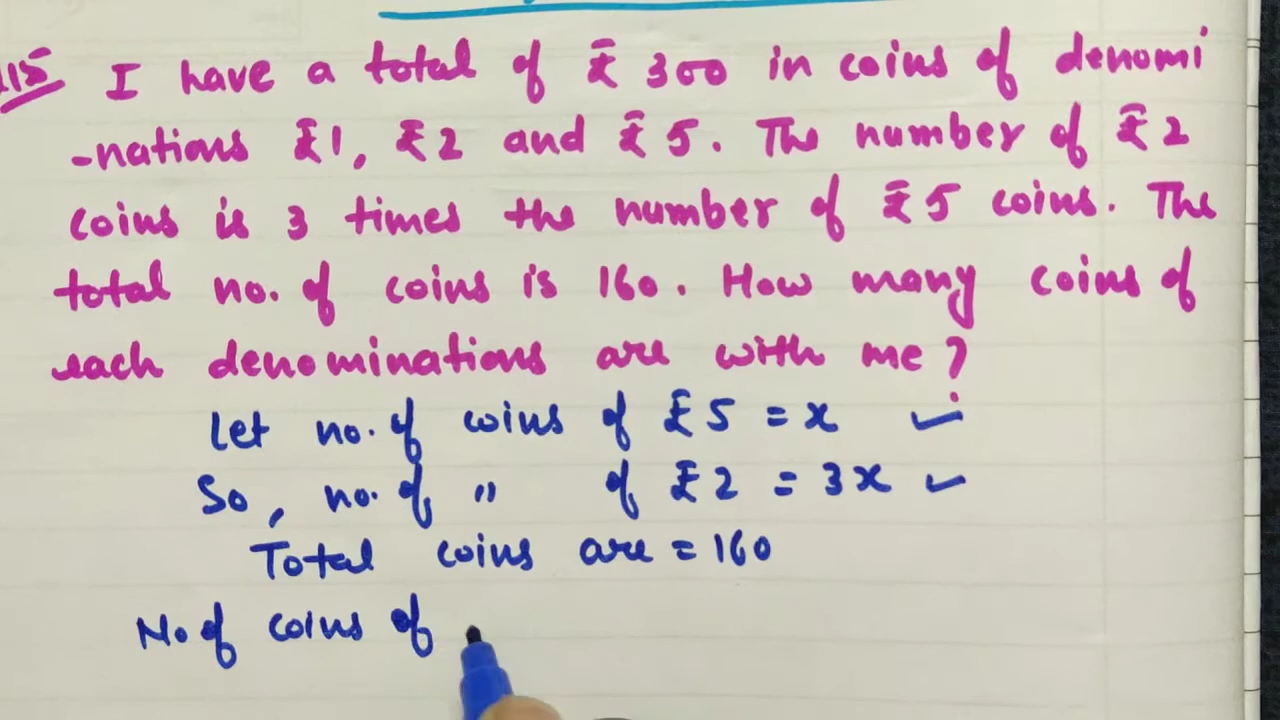 115 I have a total of ₹ 300 in coins of denomi
-nations ₹1, ₹2 and ₹5. The number of ₹2
coins is 3 times the number of ₹5 coins. The
total no. of coins is 160. How many coins of
each denominations are with me?
Let no. of coins of ₹5 = x ✓
So, no. of " of ₹2 = 3x ✓
Total coins are = 160
No of coins of